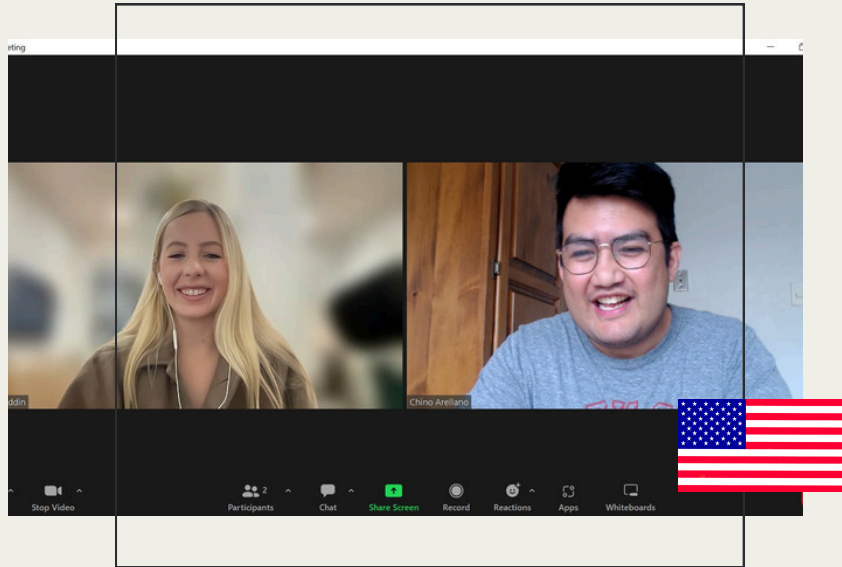 eting
ddin
Chino Arellano
2
Stop Video
Participants
Chat
Share Screen
Record
Reactions
Apps
Whiteboards